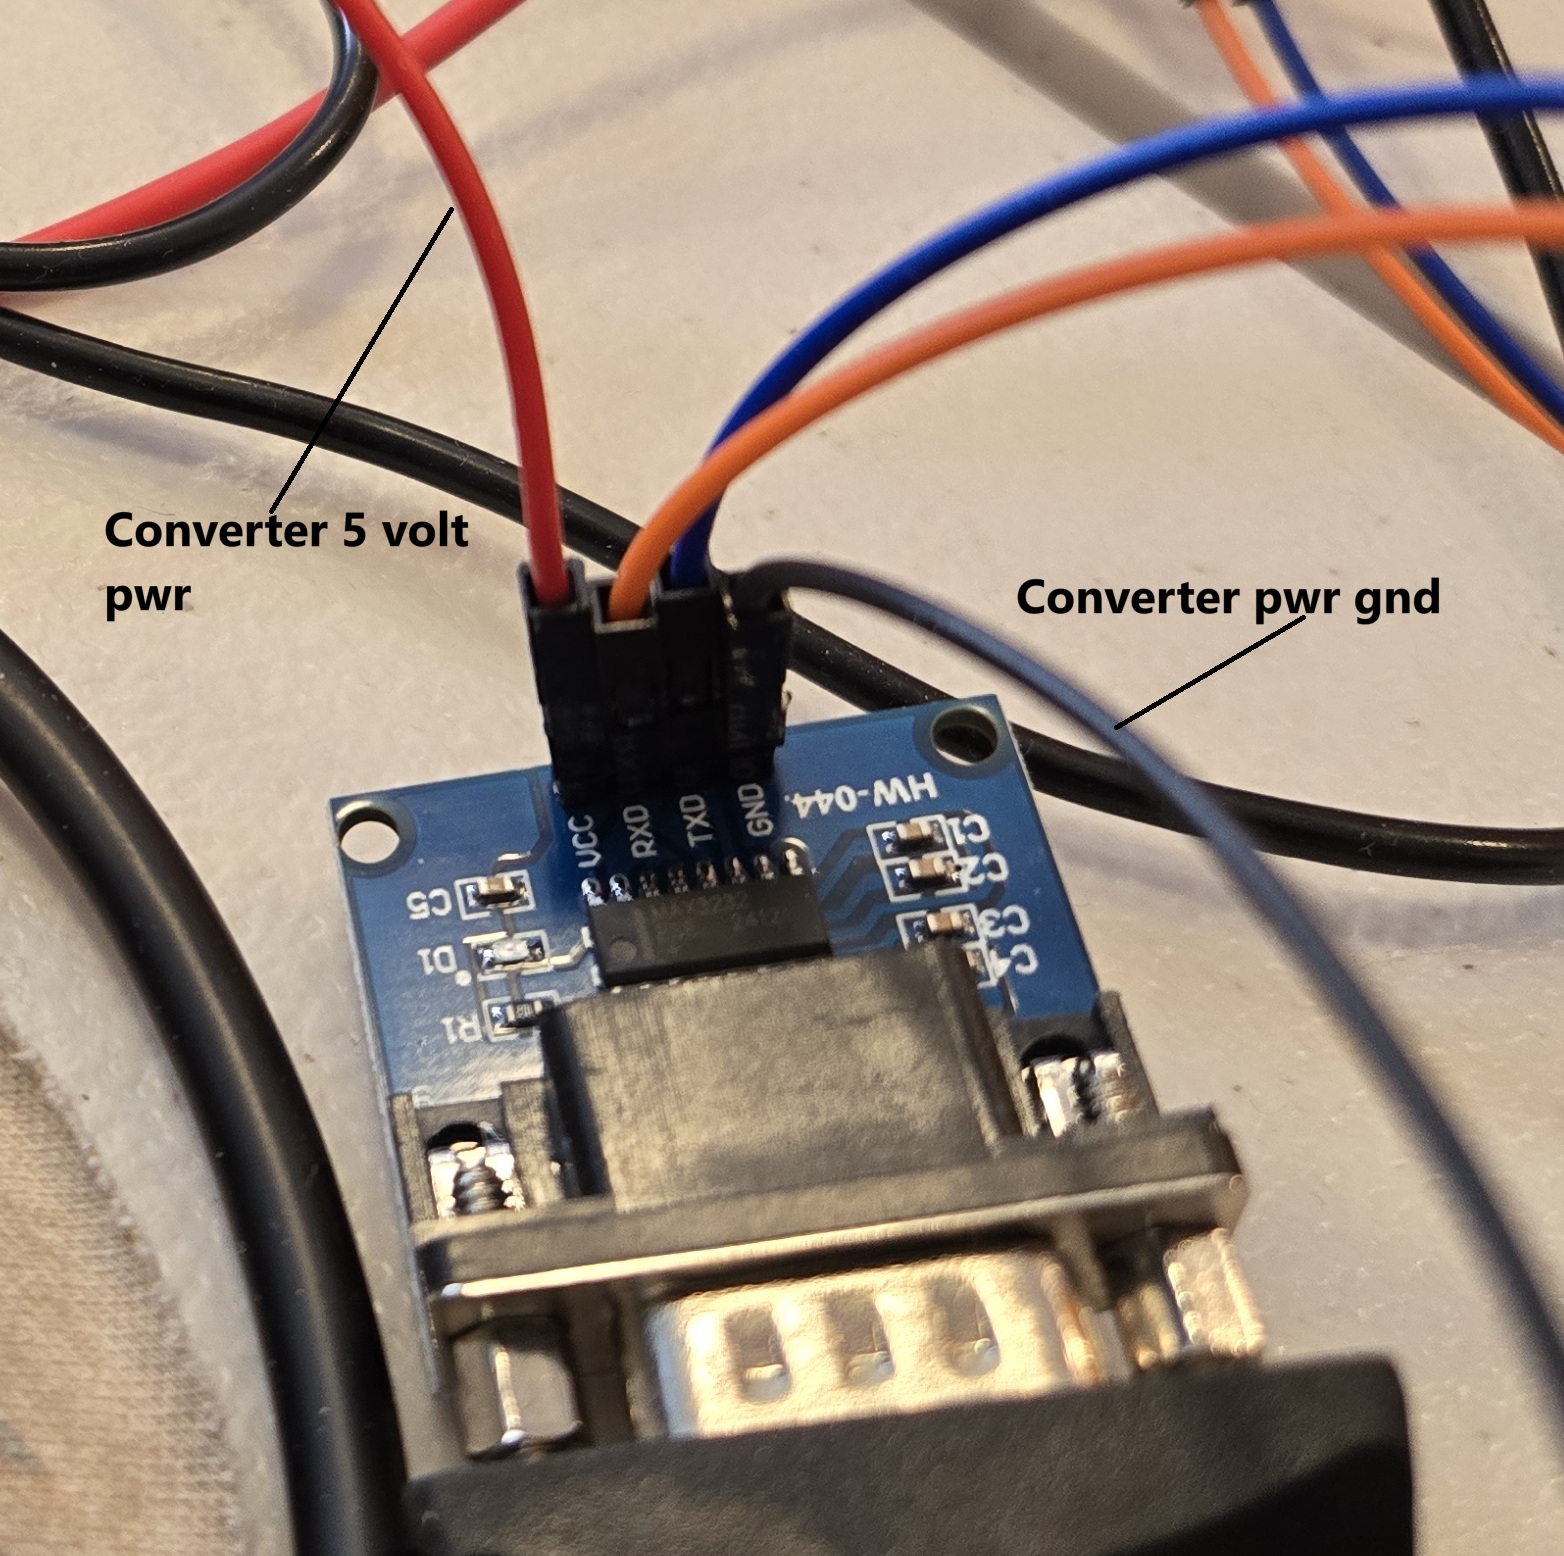 Converter 5 volt
pwr
Converter pwr gnd
VCC
RXD
TXD
GND
HW-044
C1
C2
C3
C4
C5
D1
R1